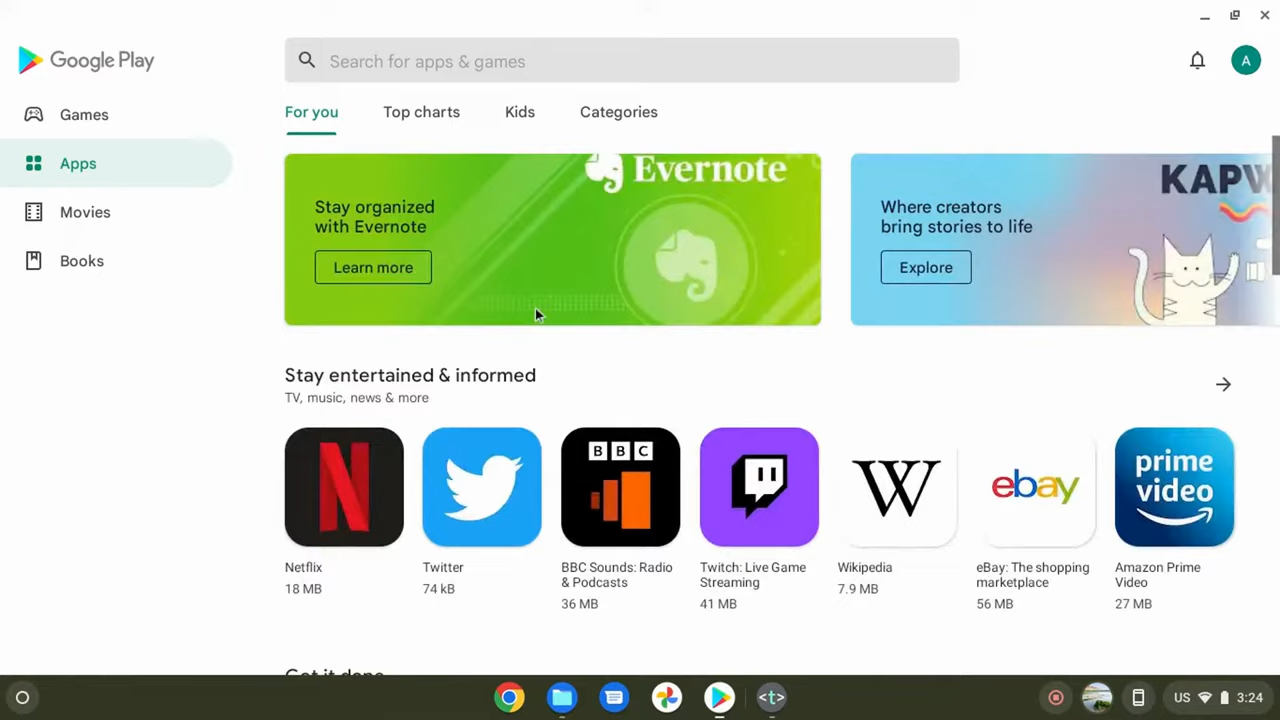 Google Play
Search for apps & games
A
Games
Apps
Movies
Books
For you
Top charts
Kids
Categories
Evernote
Stay organized
with Evernote
Learn more
KAPW
Where creators
bring stories to life
Explore
Stay entertained & informed
TV, music, news & more
N
BBC
W
ebay
prime
video
Netflix
18 MB
Twitter
74 kB
BBC Sounds: Radio
& Podcasts
36 MB
Twitch: Live Game
Streaming
41 MB
Wikipedia
7.9 MB
eBay: The shopping
marketplace
56 MB
Amazon Prime
Video
27 MB
Get it done
<t>
US
3:24